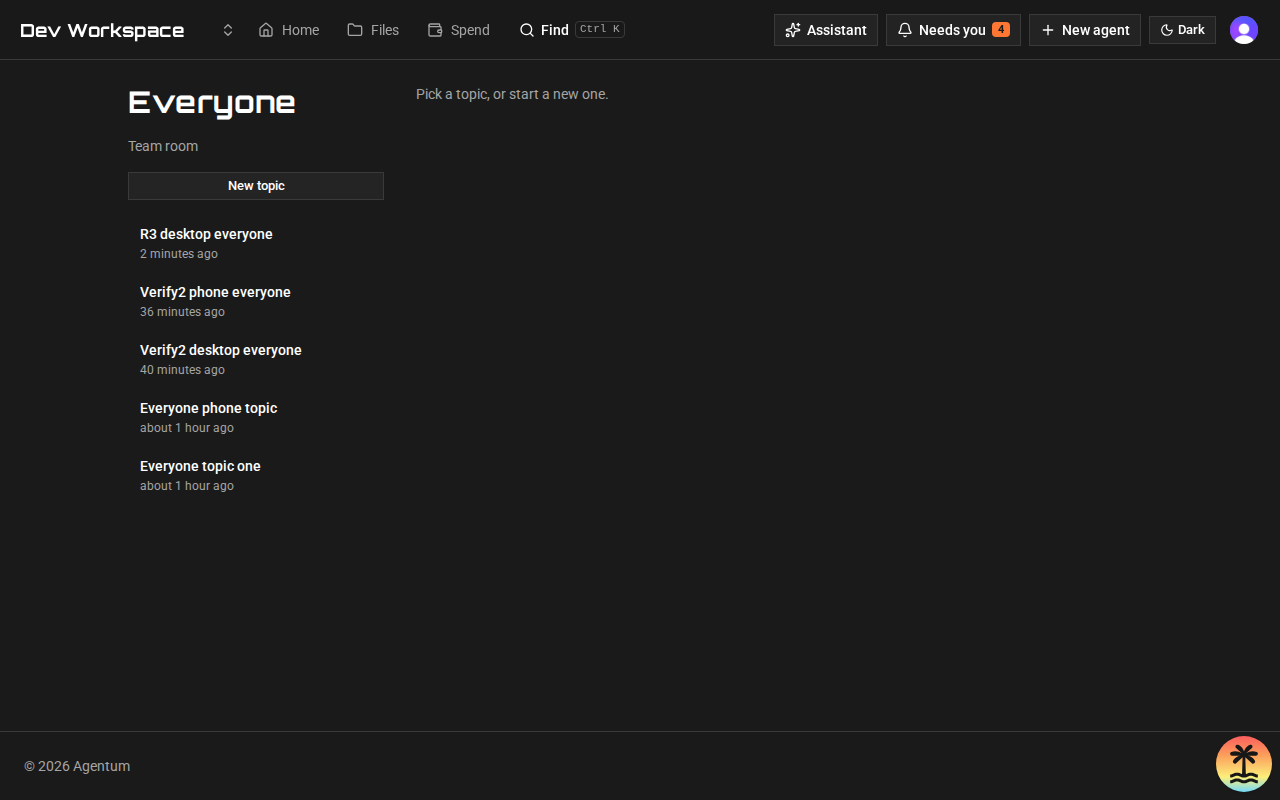 Dev Workspace
Home
Files
Spend
Find Ctrl K
Assistant
Needs you 4
New agent
Dark
Everyone
Team room
New topic
R3 desktop everyone
2 minutes ago
Verify2 phone everyone
36 minutes ago
Verify2 desktop everyone
40 minutes ago
Everyone phone topic
about 1 hour ago
Everyone topic one
about 1 hour ago
Pick a topic, or start a new one.
© 2026 Agentum